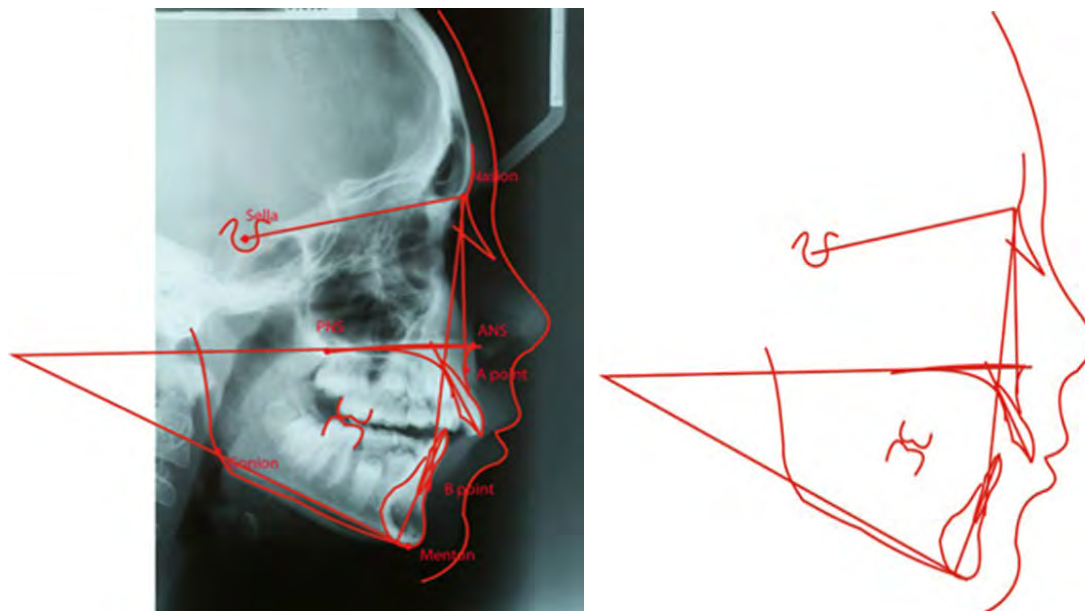 Nasion
Sella
PNS
ANS
A point
Gonion
B point
Menton